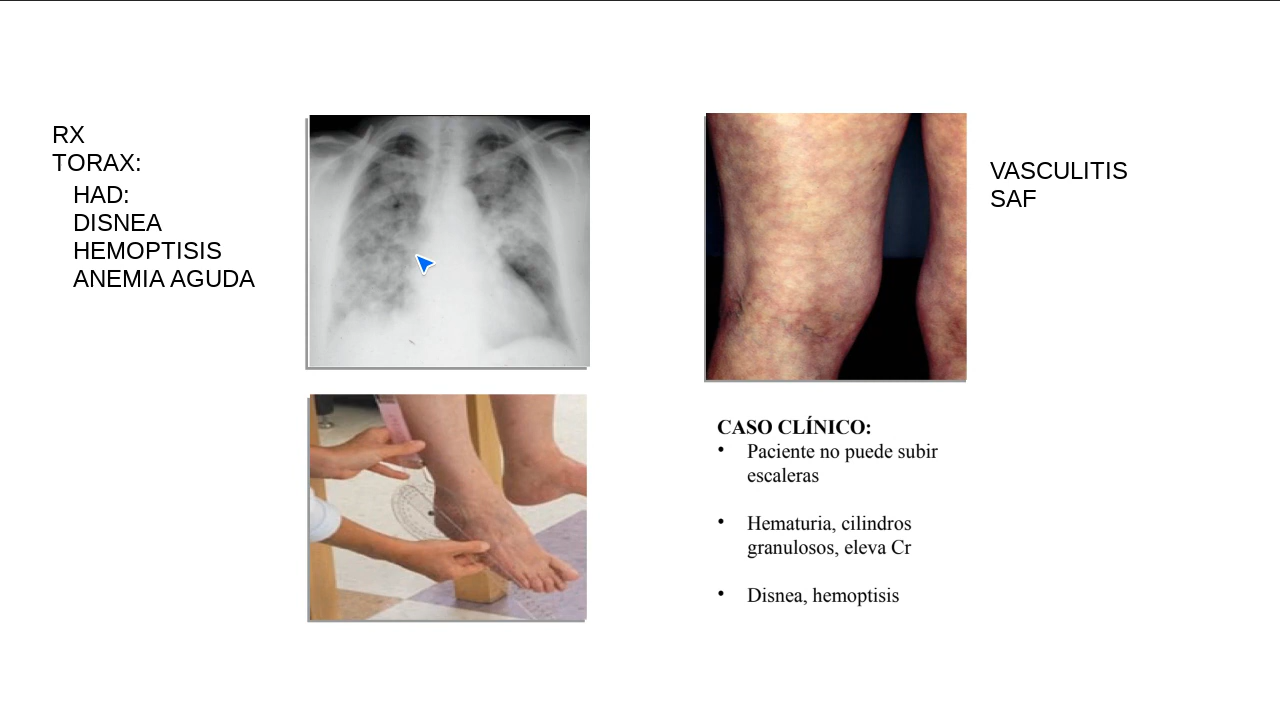 RX
TORAX:
HAD:
DISNEA
HEMOPTISIS
ANEMIA AGUDA
VASCULITIS
SAF
CASO CLÍNICO:
• Paciente no puede subir
escaleras
• Hematuria, cilindros
granulosos, eleva Cr
• Disnea, hemoptisis